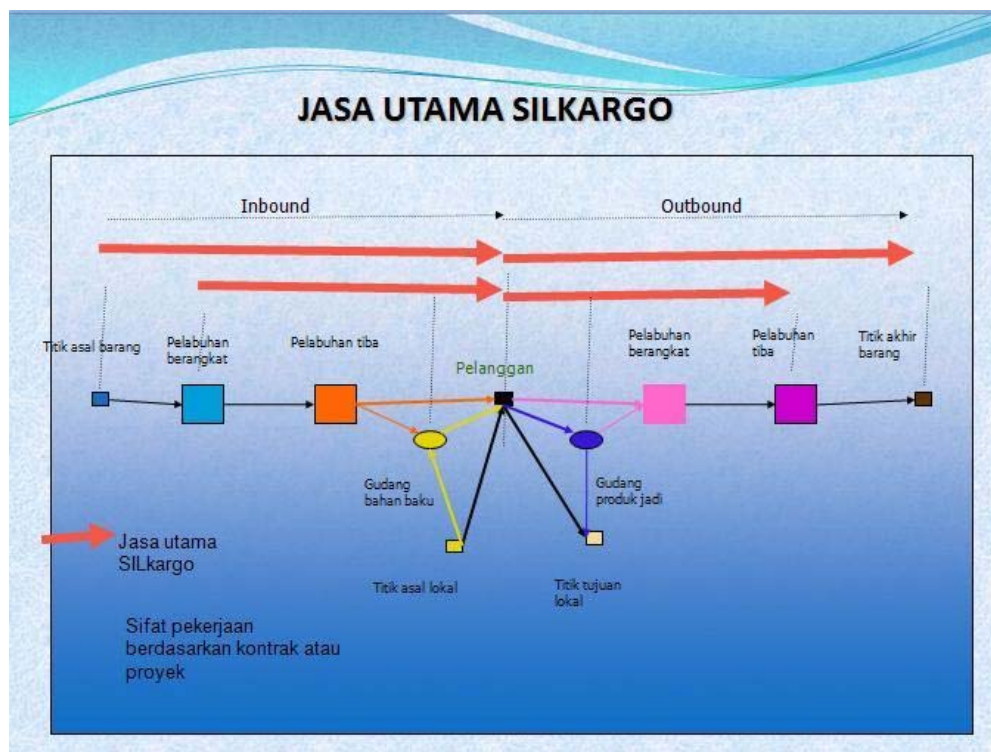 JASA UTAMA SILKARGO
Inbound
Outbound
Titik asal barang
Pelabuhan
berangkat
Pelabuhan tiba
Pelanggan
Pelabuhan
berangkat
Pelabuhan
tiba
Titik akhir
barang
Gudang
bahan baku
Gudang
produk jadi
Jasa utama
SILkargo
Titik asal lokal
Titik tujuan
lokal
Sifat pekerjaan
berdasarkan kontrak atau
proyek